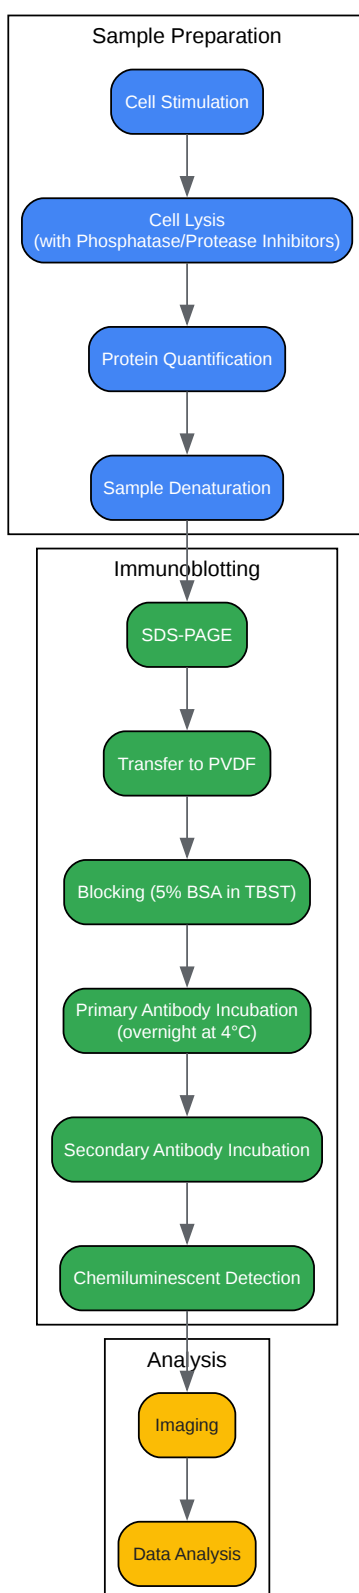 Sample Preparation
Cell Stimulation
Cell Lysis
(with Phosphatase/Protease Inhibitors)
Protein Quantification
Sample Denaturation
Immunoblotting
SDS-PAGE
Transfer to PVDF
Blocking (5% BSA in TBST)
Primary Antibody Incubation
(overnight at 4°C)
Secondary Antibody Incubation
Chemiluminescent Detection
Analysis
Imaging
Data Analysis